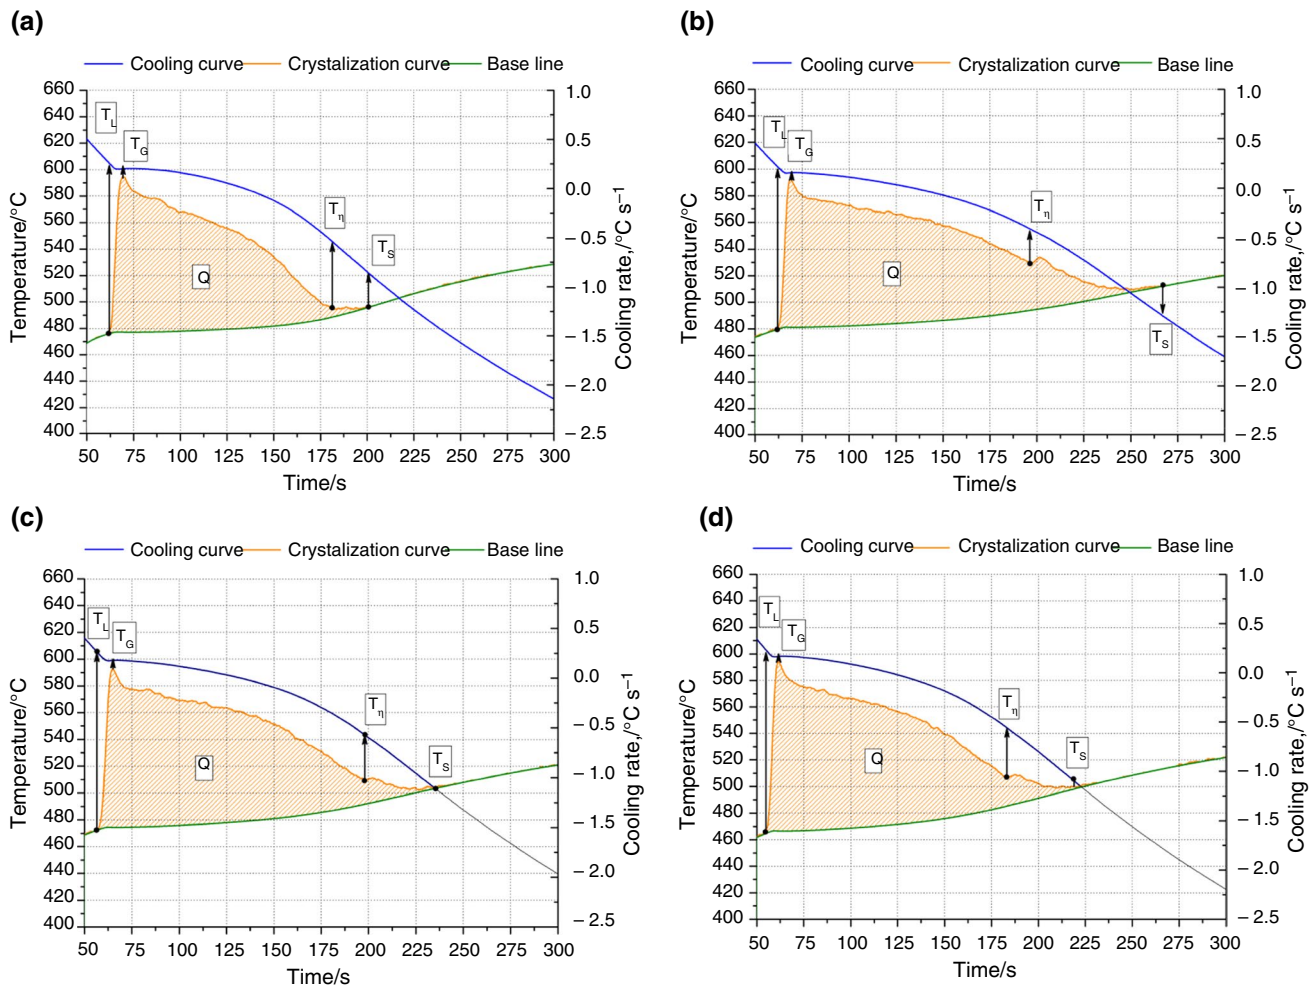 (a)
Cooling curve Crystalization curve Base line
Temperature/°C
660
640
620
600
580
560
540
520
500
480
460
440
420
400
T_L
T_G
T_η
T_S
Q
1.0
0.5
0.0
−0.5
−1.0
−1.5
−2.0
−2.5
Cooling rate,/°C s⁻¹
50 75 100 125 150 175 200 225 250 275 300
Time/s
(b)
Cooling curve Crystalization curve Base line
Temperature/°C
660
640
620
600
580
560
540
520
500
480
460
440
420
400
T_L
T_G
T_η
T_S
Q
1.0
0.5
0.0
−0.5
−1.0
−1.5
−2.0
−2.5
Cooling rate,/°C s⁻¹
50 75 100 125 150 175 200 225 250 275 300
Time/s
(c)
Cooling curve Crystalization curve Base line
Temperature/°C
660
640
620
600
580
560
540
520
500
480
460
440
420
400
T_L
T_G
T_η
T_S
Q
1.0
0.5
0.0
−0.5
−1.0
−1.5
−2.0
−2.5
Cooling rate,/°C s⁻¹
50 75 100 125 150 175 200 225 250 275 300
Time/s
(d)
Cooling curve Crystalization curve Base line
Temperature/°C
660
640
620
600
580
560
540
520
500
480
460
440
420
400
T_L
T_G
T_η
T_S
Q
1.0
0.5
0.0
−0.5
−1.0
−1.5
−2.0
−2.5
Cooling rate,/°C s⁻¹
50 75 100 125 150 175 200 225 250 275 300
Time/s